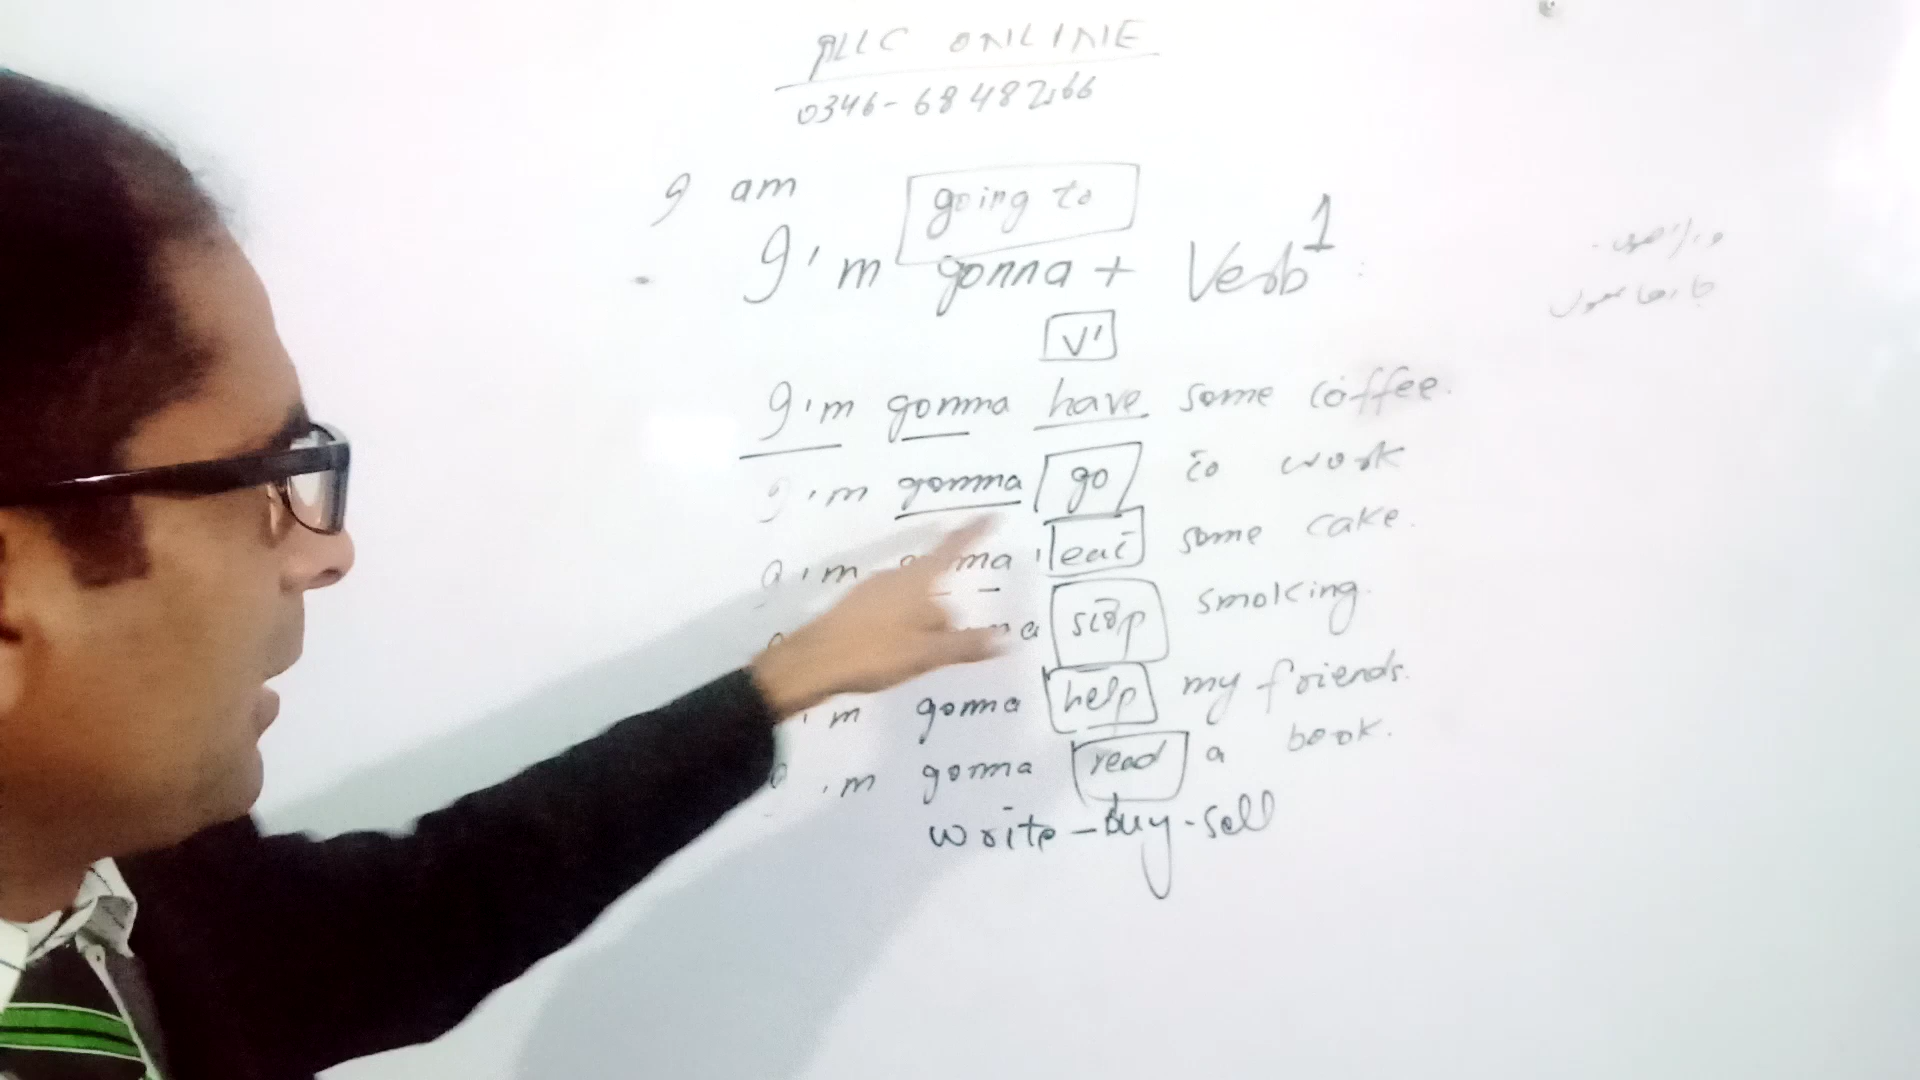 ALLC ONLINE
0346-6848266
I am going to
I'm gonna + Verb 1
V1
I'm gonna have some coffee.
I'm gonna go to work
I'm gonna eat some cake.
stop smoking.
I'm gonna help my friends.
I'm gonna read a book.
write - buy - sell